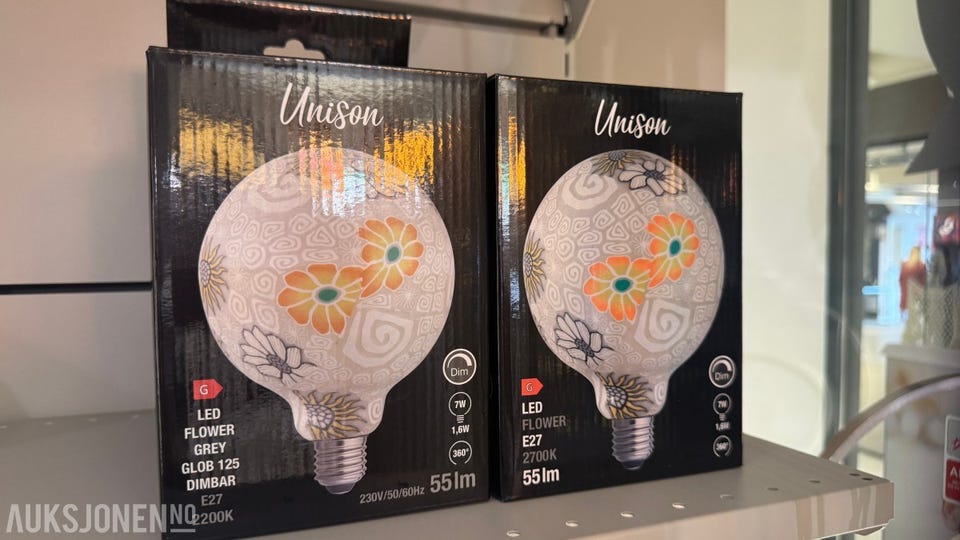 Unison
G
LED
FLOWER
GREY
GLOB 125
DIMBAR
E27
2200K
Dim
7W
1,6W
360°
230V/50/60Hz 55lm
Unison
G
LED
FLOWER
E27
2700K
55lm
Dim
7W
1,6W
360°
AUKSJONEN.NO